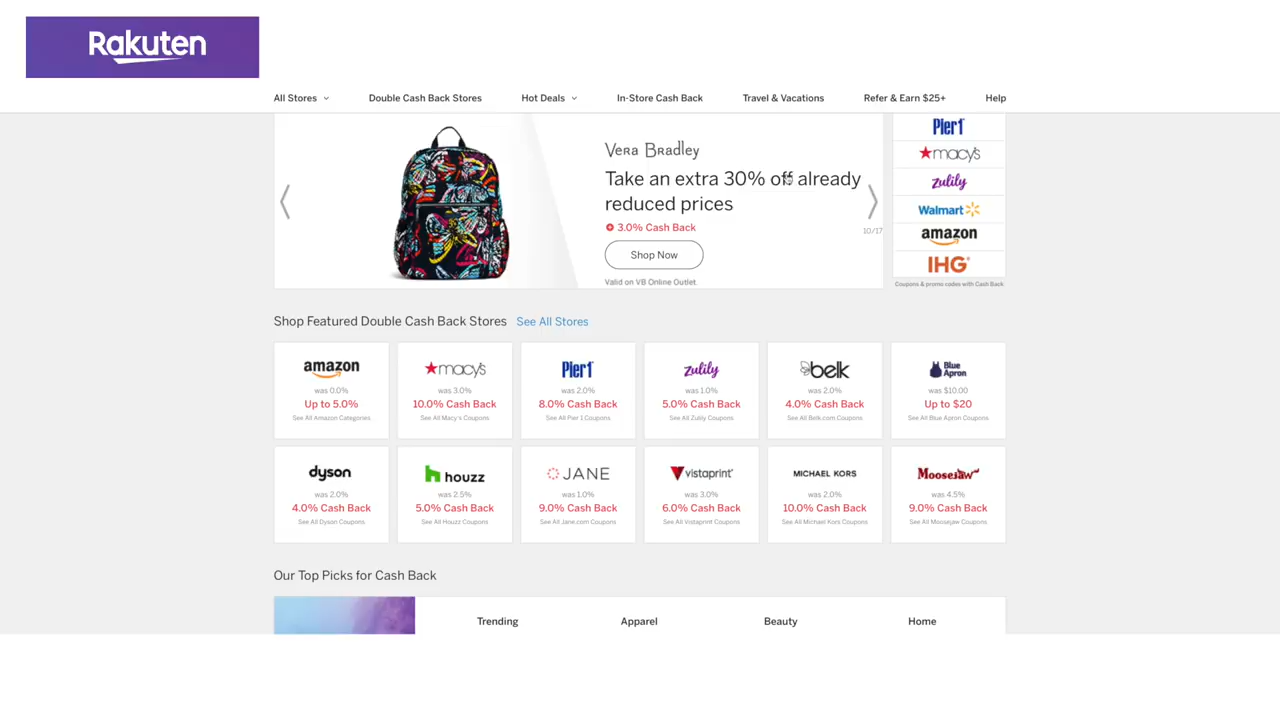 Rakuten
All Stores
Double Cash Back Stores
Hot Deals
In-Store Cash Back
Travel & Vacations
Refer & Earn $25+
Help
Vera Bradley
Take an extra 30% off already
reduced prices
3.0% Cash Back
10/17
Shop Now
Valid on VB Online Outlet.
Pier1
macy's
zulily
Walmart
amazon
IHG
Coupons & promo codes with Cash Back
Shop Featured Double Cash Back Stores See All Stores
amazon
was 0.0%
Up to 5.0%
See All Amazon Categories
macy's
was 3.0%
10.0% Cash Back
See All Macy's Coupons
Pier1
was 2.0%
8.0% Cash Back
See All Pier 1 Coupons
zulily
was 1.0%
5.0% Cash Back
See All Zulily Coupons
belk
was 2.0%
4.0% Cash Back
See All Belk.com Coupons
Blue
Apron
was $10.00
Up to $20
See All Blue Apron Coupons
dyson
was 2.0%
4.0% Cash Back
See All Dyson Coupons
houzz
was 2.5%
5.0% Cash Back
See All Houzz Coupons
JANE
was 1.0%
9.0% Cash Back
See All Jane.com Coupons
vistaprint
was 3.0%
6.0% Cash Back
See All Vistaprint Coupons
MICHAEL KORS
was 2.0%
10.0% Cash Back
See All Michael Kors Coupons
Moosejaw
was 4.5%
9.0% Cash Back
See All Moosejaw Coupons
Our Top Picks for Cash Back
Trending
Apparel
Beauty
Home